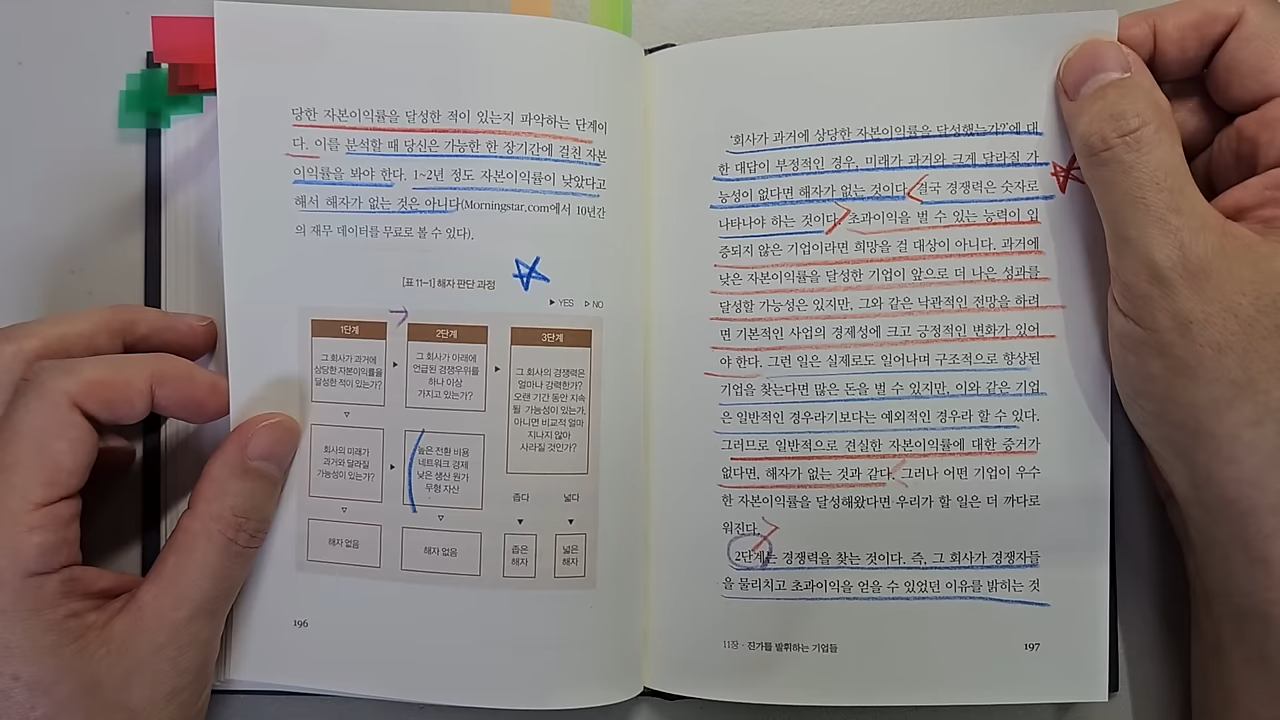 당한 자본이익률을 달성한 적이 있는지 파악하는 단계이
다. 이를 분석할 때 당신은 가능한 한 장기간에 걸친 자본
이익률을 봐야 한다. 1~2년 정도 자본이익률이 낮았다고
해서 해자가 없는 것은 아니다(Morningstar.com에서 10년간
의 재무 데이터를 무료로 볼 수 있다).
[표 11-1] 해자 판단 과정
▶ YES ▷ NO
1단계
그 회사가 과거에
상당한 자본이익률을
달성한 적이 있는가?
▶
▽
회사의 미래가
과거와 달라질
가능성이 있는가?
▶
▽
해자 없음
2단계
그 회사가 아래에
언급된 경쟁우위를
하나 이상
가지고 있는가?
▶
높은 전환 비용
네트워크 경제
낮은 생산 원가
무형 자산
▽
해자 없음
3단계
그 회사의 경쟁력은
얼마나 강력한가?
오랜 기간 동안 지속
될 가능성이 있는가,
아니면 비교적 얼마
지나지 않아
사라질 것인가?
좁다 넓다
▼ ▼
좁은 넓은
해자 해자
196
'회사가 과거에 상당한 자본이익률을 달성했는가?'에 대
한 대답이 부정적인 경우, 미래가 과거와 크게 달라질 가
능성이 없다면 해자가 없는 것이다. 결국 경쟁력은 숫자로
나타나야 하는 것이다. 초과이익을 벌 수 있는 능력이 입
증되지 않은 기업이라면 희망을 걸 대상이 아니다. 과거에
낮은 자본이익률을 달성한 기업이 앞으로 더 나은 성과를
달성할 가능성은 있지만, 그와 같은 낙관적인 전망을 하려
면 기본적인 사업의 경제성에 크고 긍정적인 변화가 있어
야 한다. 그런 일은 실제로도 일어나며 구조적으로 향상된
기업을 찾는다면 많은 돈을 벌 수 있지만, 이와 같은 기업
은 일반적인 경우라기보다는 예외적인 경우라 할 수 있다.
그러므로 일반적으로 견실한 자본이익률에 대한 증거가
없다면, 해자가 없는 것과 같다. 그러나 어떤 기업이 우수
한 자본이익률을 달성해왔다면 우리가 할 일은 더 까다로
워진다.
2단계는 경쟁력을 찾는 것이다. 즉, 그 회사가 경쟁자들
을 물리치고 초과이익을 얻을 수 있었던 이유를 밝히는 것
11장 · 진가를 발휘하는 기업들
197